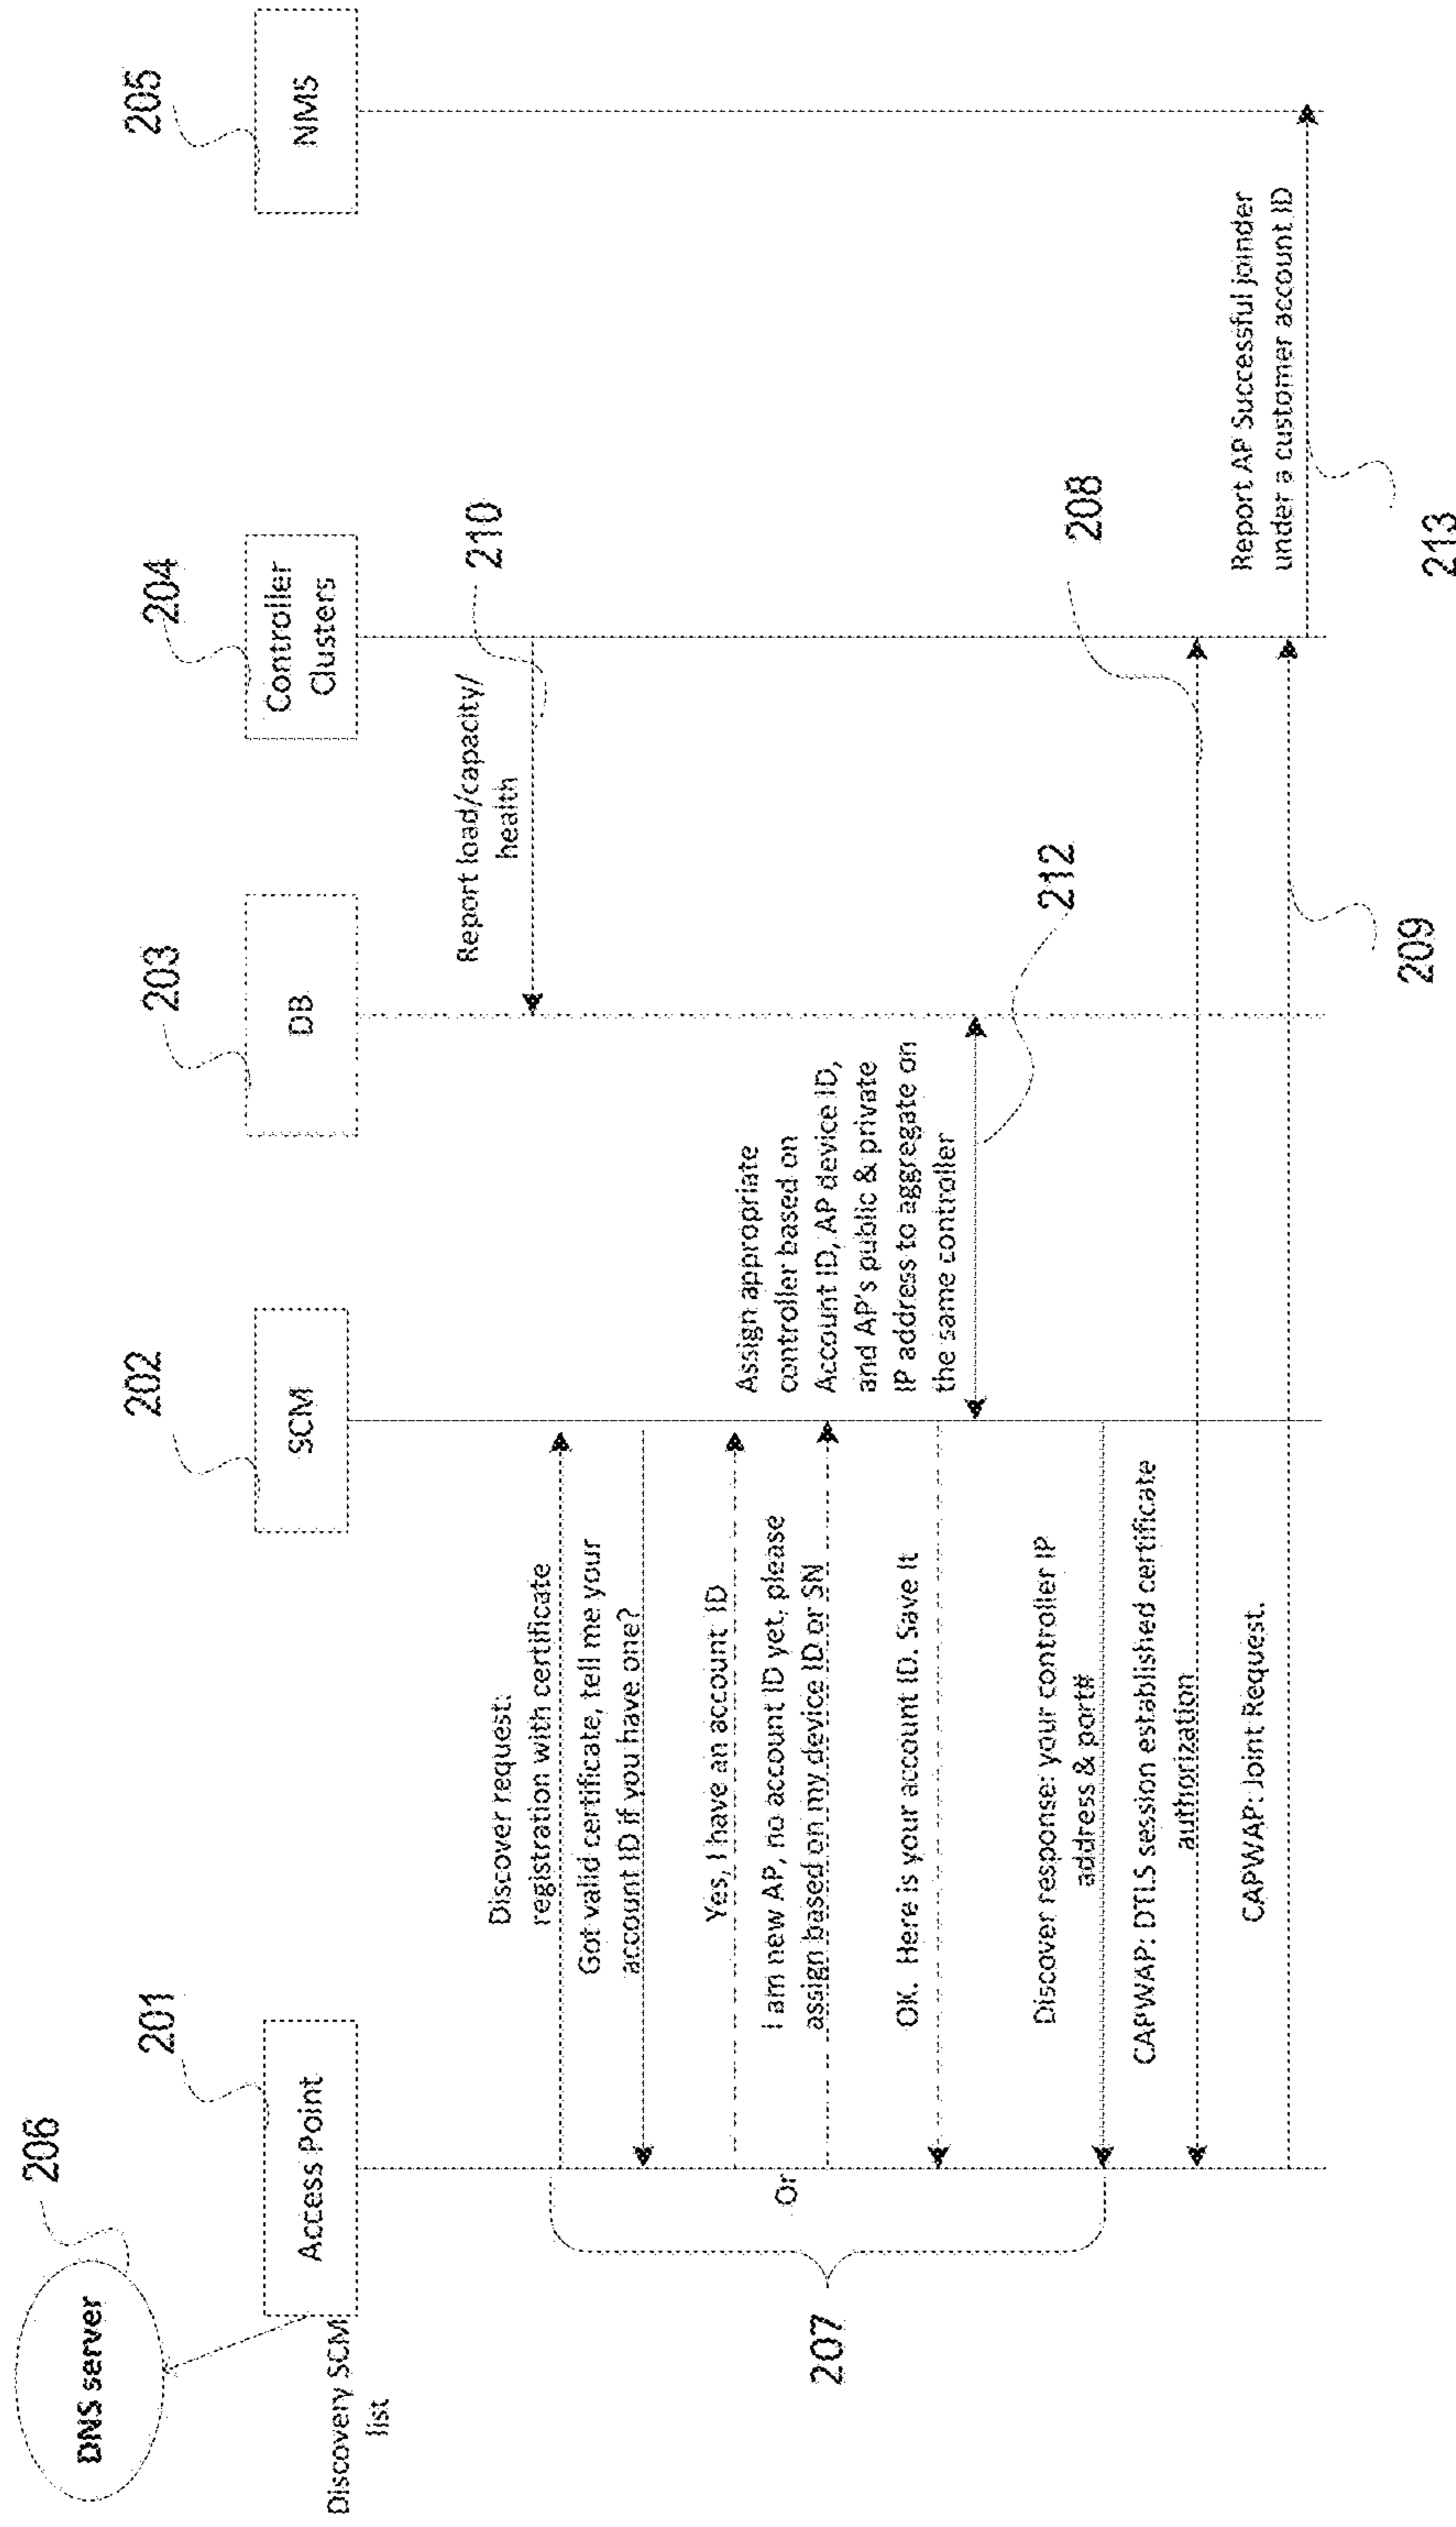 206
DNS server
Discovery SCM
list
201
Access Point
202
SCM
203
DB
204
Controller
Clusters
205
NMS
Report load/capacity/
health
210
Discover request:
registration with certificate
Got valid certificate, tell me your
account ID if you have one?
Yes, I have an account ID
Or
I am new AP, no account ID yet, please
assign based on my device ID or SN
207
OK. Here is your account ID. Save It
Assign appropriate
controller based on
Account ID, AP device ID,
and AP's public & private
IP address to aggregate on
the same controller
212
Discover response: your controller IP
address & port#
CAPWAP: DTLS session established certificate
authorization
208
CAPWAP: Joint Request.
209
Report AP Successful joinder
under a customer account ID
213